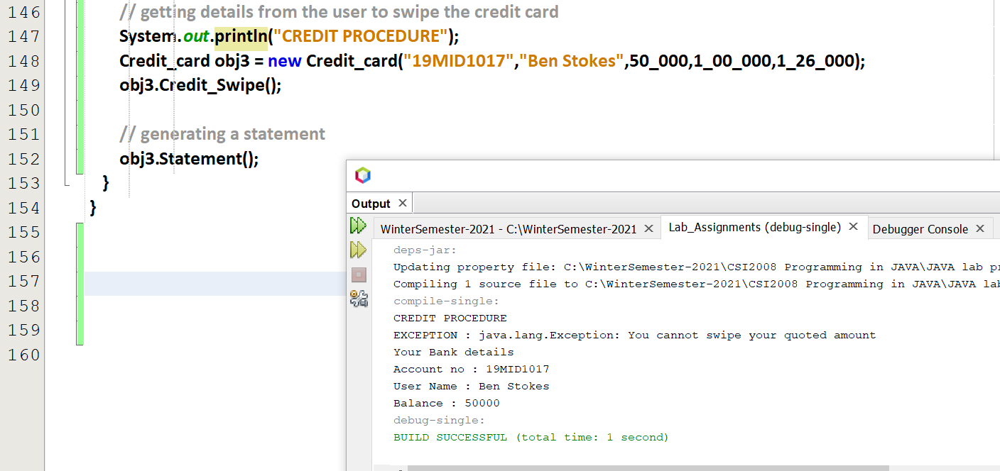 146 // getting details from the user to swipe the credit card
147 System.out.println("CREDIT PROCEDURE");
148 Credit_card obj3 = new Credit_card("19MID1017","Ben Stokes",50_000,1_00_000,1_26_000);
149 obj3.Credit_Swipe();
150
151 // generating a statement
152 obj3.Statement();
153 }
154 }
155
156
157
158
159
160
Output
WinterSemester-2021 - C:\WinterSemester-2021 Lab_Assignments (debug-single) Debugger Console
deps-jar:
Updating property file: C:\WinterSemester-2021\CSI2008 Programming in JAVA\JAVA lab pr
Compiling 1 source file to C:\WinterSemester-2021\CSI2008 Programming in JAVA\JAVA lab
compile-single:
CREDIT PROCEDURE
EXCEPTION : java.lang.Exception: You cannot swipe your quoted amount
Your Bank details
Account no : 19MID1017
User Name : Ben Stokes
Balance : 50000
debug-single:
BUILD SUCCESSFUL (total time: 1 second)